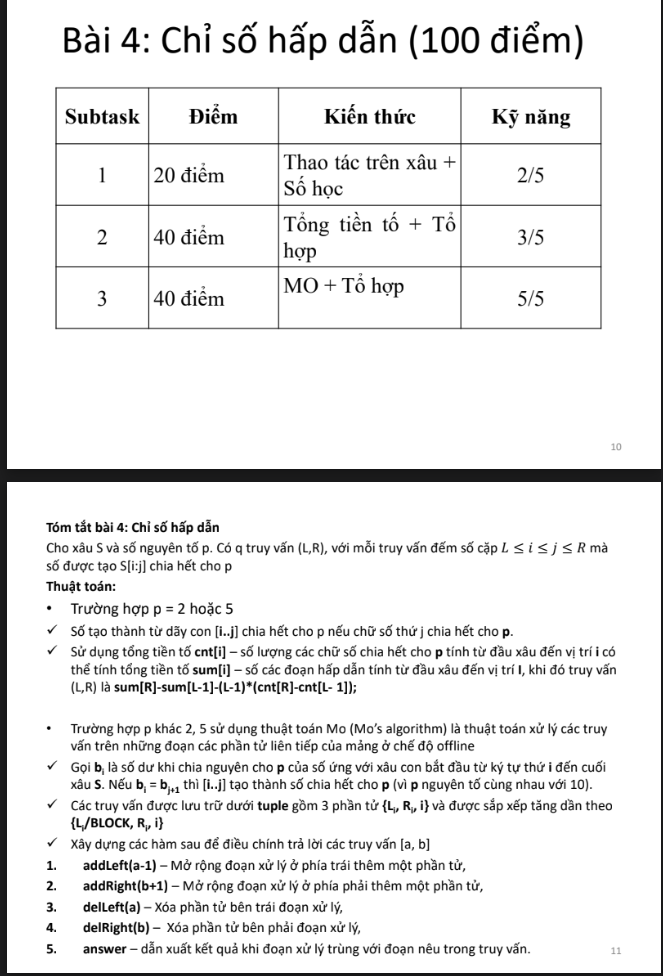 Bài 4: Chỉ số hấp dẫn (100 điểm)
Subtask Điểm Kiến thức Kỹ năng
1 20 điểm Thao tác trên xâu + Số học 2/5
2 40 điểm Tổng tiền tố + Tổ hợp 3/5
3 40 điểm MO + Tổ hợp 5/5
10
Tóm tắt bài 4: Chỉ số hấp dẫn
Cho xâu S và số nguyên tố p. Có q truy vấn (L,R), với mỗi truy vấn đếm số cặp L ≤ i ≤ j ≤ R mà
số được tạo S[i:j] chia hết cho p
Thuật toán:
• Trường hợp p = 2 hoặc 5
✓ Số tạo thành từ dãy con [i..j] chia hết cho p nếu chữ số thứ j chia hết cho p.
✓ Sử dụng tổng tiền tố cnt[i] – số lượng các chữ số chia hết cho p tính từ đầu xâu đến vị trí i có
thể tính tổng tiền tố sum[i] – số các đoạn hấp dẫn tính từ đầu xâu đến vị trí I, khi đó truy vấn
(L,R) là sum[R]-sum[L-1]-(L-1)*(cnt[R]-cnt[L- 1]);
• Trường hợp p khác 2, 5 sử dụng thuật toán Mo (Mo’s algorithm) là thuật toán xử lý các truy
vấn trên những đoạn các phần tử liên tiếp của mảng ở chế độ offline
✓ Gọi bᵢ là số dư khi chia nguyên cho p của số ứng với xâu con bắt đầu từ ký tự thứ i đến cuối
xâu S. Nếu bᵢ = bⱼ₊₁ thì [i..j] tạo thành số chia hết cho p (vì p nguyên tố cùng nhau với 10).
✓ Các truy vấn được lưu trữ dưới tuple gồm 3 phần tử {Lᵢ, Rᵢ, i} và được sắp xếp tăng dần theo
{Lᵢ/BLOCK, Rᵢ, i}
✓ Xây dựng các hàm sau để điều chỉnh trả lời các truy vấn [a, b]
1. addLeft(a-1) – Mở rộng đoạn xử lý ở phía trái thêm một phần tử,
2. addRight(b+1) – Mở rộng đoạn xử lý ở phía phải thêm một phần tử,
3. delLeft(a) – Xóa phần tử bên trái đoạn xử lý,
4. delRight(b) – Xóa phần tử bên phải đoạn xử lý,
5. answer – dẫn xuất kết quả khi đoạn xử lý trùng với đoạn nêu trong truy vấn.
11